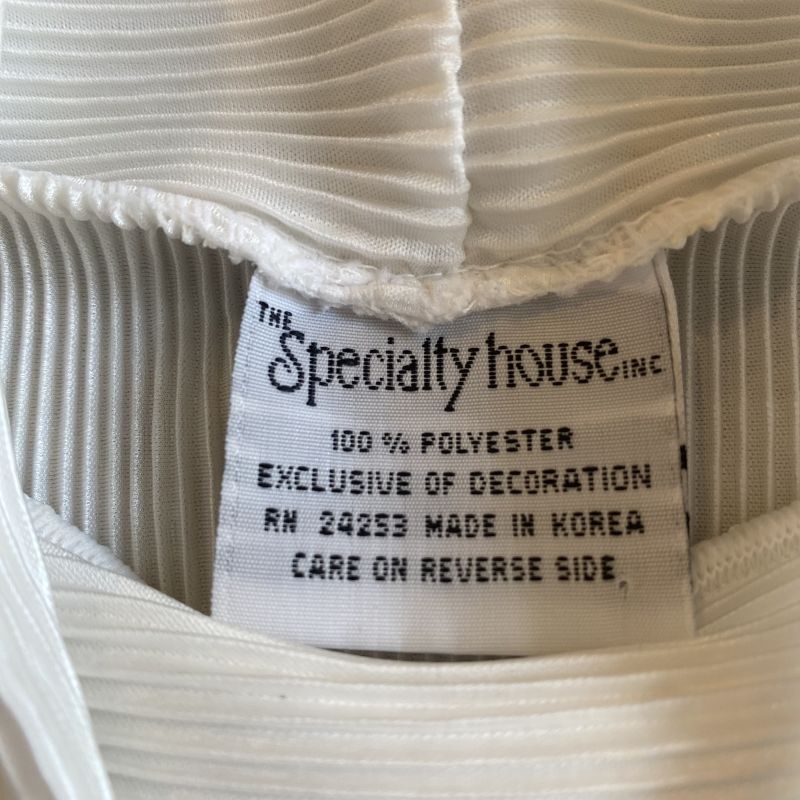 THE
Specialty house INC
100 % POLYESTER
EXCLUSIVE OF DECORATION
RN 24253 MADE IN KOREA
CARE ON REVERSE SIDE,